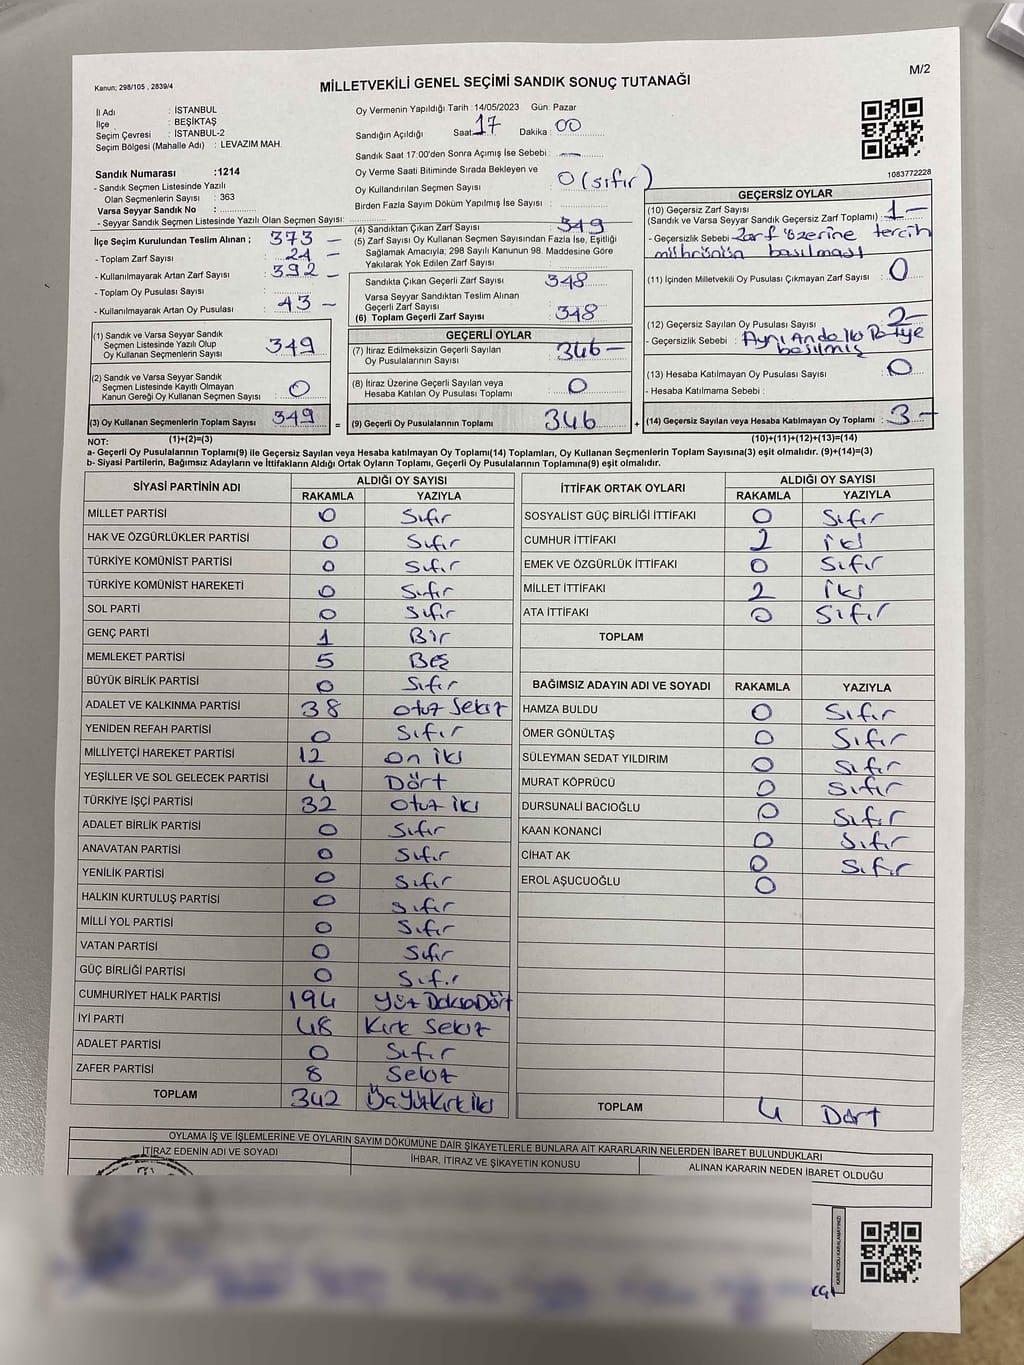 Kanun; 298/105 , 2839/4
MİLLETVEKİLİ GENEL SEÇİMİ SANDIK SONUÇ TUTANAĞI
M/2
İl Adı : İSTANBUL
İlçe : BEŞİKTAŞ
Seçim Çevresi : İSTANBUL-2
Seçim Bölgesi (Mahalle Adı) : LEVAZIM MAH.
Sandık Numarası :1214
- Sandık Seçmen Listesinde Yazılı
Olan Seçmenlerin Sayısı : 363
Varsa Seyyar Sandık No :
- Seyyar Sandık Seçmen Listesinde Yazılı Olan Seçmen Sayısı:
İlçe Seçim Kurulundan Teslim Alınan ; 373 –
- Toplam Zarf Sayısı : 24 –
- Kullanılmayarak Artan Zarf Sayısı : 392 –
- Toplam Oy Pusulası Sayısı :
- Kullanılmayarak Artan Oy Pusulası : 43 –
Oy Vermenin Yapıldığı Tarih : 14/05/2023 Gün: Pazar
Sandığın Açıldığı Saat: 17 Dakika : 00
Sandık Saat 17:00'den Sonra Açımış İse Sebebi : —
Oy Verme Saati Bitiminde Sırada Bekleyen ve
Oy Kullandırılan Seçmen Sayısı : 0 (sıfır)
Birden Fazla Sayım Döküm Yapılmış İse Sayısı :
(4) Sandıktan Çıkan Zarf Sayısı : 349
(5) Zarf Sayısı Oy Kullanan Seçmen Sayısından Fazla İse, Eşitliği
Sağlamak Amacıyla; 298 Sayılı Kanunun 98. Maddesine Göre
Yakılarak Yok Edilen Zarf Sayısı :
Sandıkta Çıkan Geçerli Zarf Sayısı 348
Varsa Seyyar Sandıktan Teslim Alınan
Geçerli Zarf Sayısı
(6) Toplam Geçerli Zarf Sayısı : 348
1083772228
GEÇERSİZ OYLAR
(10) Geçersiz Zarf Sayısı
(Sandık ve Varsa Seyyar Sandık Geçersiz Zarf Toplamı) : 1 –
- Geçersizlik Sebebi : Zarf üzerine tercih
mührünün basılması
(11) İçinden Milletvekili Oy Pusulası Çıkmayan Zarf Sayısı : 0
(12) Geçersiz Sayılan Oy Pusulası Sayısı : 2 –
- Geçersizlik Sebebi : Aynı Anda İki Partiye
basılmış
(13) Hesaba Katılmayan Oy Pusulası Sayısı : 0
- Hesaba Katılmama Sebebi :
(14) Geçersiz Sayılan veya Hesaba Katılmayan Oy Toplamı : 3 –
(1) Sandık ve Varsa Seyyar Sandık
Seçmen Listesinde Yazılı Olup
Oy Kullanan Seçmenlerin Sayısı : 349
(2) Sandık ve Varsa Seyyar Sandık
Seçmen Listesinde Kayıtlı Olmayan
Kanun Gereği Oy Kullanan Seçmen Sayısı : 0
(3) Oy Kullanan Seçmenlerin Toplam Sayısı : 349
GEÇERLİ OYLAR
(7) İtiraz Edilmeksizin Geçerli Sayılan
Oy Pusulalarının Sayısı : 346 –
(8) İtiraz Üzerine Geçerli Sayılan veya
Hesaba Katılan Oy Pusulası Toplamı : 0
= (9) Geçerli Oy Pusulalarının Toplamı 346 +
NOT: (1)+(2)=(3) (10)+(11)+(12)+(13)=(14)
a- Geçerli Oy Pusulalarının Toplamı(9) ile Geçersiz Sayılan veya Hesaba katılmayan Oy Toplamı(14) Toplamları, Oy Kullanan Seçmenlerin Toplam Sayısına(3) eşit olmalıdır. (9)+(14)=(3)
b- Siyasi Partilerin, Bağımsız Adayların ve İttifakların Aldığı Ortak Oyların Toplamı, Geçerli Oy Pusulalarının Toplamına(9) eşit olmalıdır.
SİYASİ PARTİNİN ADI ALDIĞI OY SAYISI
RAKAMLA YAZIYLA
MİLLET PARTİSİ 0 Sıfır
HAK VE ÖZGÜRLÜKLER PARTİSİ 0 Sıfır
TÜRKİYE KOMÜNİST PARTİSİ 0 Sıfır
TÜRKİYE KOMÜNİST HAREKETİ 0 Sıfır
SOL PARTİ 0 Sıfır
GENÇ PARTİ 1 Bir
MEMLEKET PARTİSİ 5 Beş
BÜYÜK BİRLİK PARTİSİ 0 Sıfır
ADALET VE KALKINMA PARTİSİ 38 otuz Sekiz
YENİDEN REFAH PARTİSİ 0 Sıfır
MİLLİYETÇİ HAREKET PARTİSİ 12 on iki
YEŞİLLER VE SOL GELECEK PARTİSİ 4 Dört
TÜRKİYE İŞÇİ PARTİSİ 32 Otuz iki
ADALET BİRLİK PARTİSİ 0 Sıfır
ANAVATAN PARTİSİ 0 Sıfır
YENİLİK PARTİSİ 0 Sıfır
HALKIN KURTULUŞ PARTİSİ 0 Sıfır
MİLLİ YOL PARTİSİ 0 Sıfır
VATAN PARTİSİ 0 Sıfır
GÜÇ BİRLİĞİ PARTİSİ 0 Sıfır
CUMHURİYET HALK PARTİSİ 194 Yüz DoksaDört
İYİ PARTİ 48 Kırk Sekiz
ADALET PARTİSİ 0 Sıfır
ZAFER PARTİSİ 8 Sekiz
TOPLAM 342 ÜçYüzKırkiki
İTTİFAK ORTAK OYLARI ALDIĞI OY SAYISI
RAKAMLA YAZIYLA
SOSYALİST GÜÇ BİRLİĞİ İTTİFAKI 0 Sıfır
CUMHUR İTTİFAKI 2 iki
EMEK VE ÖZGÜRLÜK İTTİFAKI 0 Sıfır
MİLLET İTTİFAKI 2 iki
ATA İTTİFAKI 0 Sıfır
TOPLAM
BAĞIMSIZ ADAYIN ADI VE SOYADI RAKAMLA YAZIYLA
HAMZA BULDU 0 Sıfır
ÖMER GÖNÜLTAŞ 0 Sıfır
SÜLEYMAN SEDAT YILDIRIM 0 Sıfır
MURAT KÖPRÜCÜ 0 Sıfır
DURSUNALİ BACIOĞLU 0 Sıfır
KAAN KONANCİ 0 Sıfır
CİHAT AK 0 Sıfır
EROL AŞUCUOĞLU 0
TOPLAM 4 Dört
OYLAMA İŞ VE İŞLEMLERİNE VE OYLARIN SAYIM DÖKÜMÜNE DAİR ŞİKAYETLERLE BUNLARA AİT KARARLARIN NELERDEN İBARET BULUNDUKLARI
İTİRAZ EDENİN ADI VE SOYADI İHBAR, İTİRAZ VE ŞİKAYETİN KONUSU ALINAN KARARIN NEDEN İBARET OLDUĞU